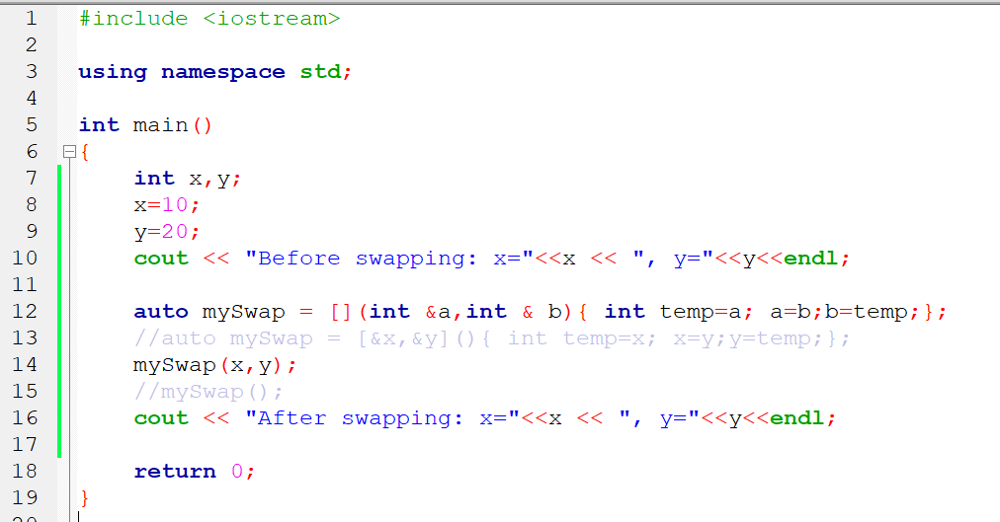 1 #include <iostream>
2
3 using namespace std;
4
5 int main()
6 {
7 int x,y;
8 x=10;
9 y=20;
10 cout << "Before swapping: x="<<x << ", y="<<y<<endl;
11
12 auto mySwap = [](int &a,int & b){ int temp=a; a=b;b=temp;};
13 //auto mySwap = [&x,&y](){ int temp=x; x=y;y=temp;};
14 mySwap(x,y);
15 //mySwap();
16 cout << "After swapping: x="<<x << ", y="<<y<<endl;
17
18 return 0;
19 }